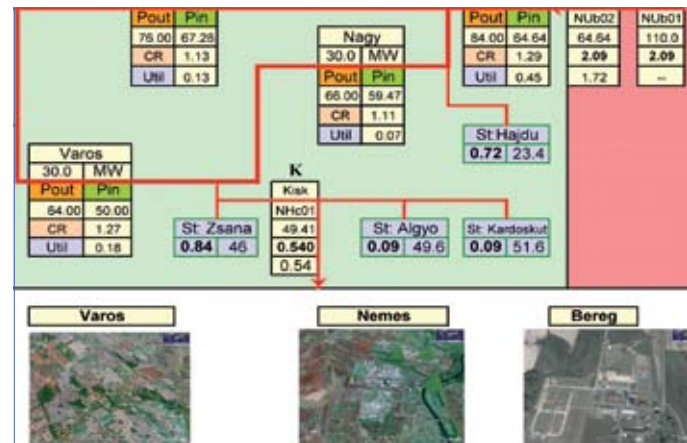 Pout Pin
76.00 67.28
CR 1.13
Util 0.13
Nagy
30.0 MW
Pout Pin
66.00 59.47
CR 1.11
Util 0.07
Pout Pin
84.00 64.64
CR 1.29
Util 0.45
NUb02
64.64
2.09
1.72
NUb01
110.0
2.09
--
St:Hajdu
0.72 23.4
Varos
30.0 MW
Pout Pin
64.00 50.00
CR 1.27
Util 0.18
K
Kisk
NHc01
49.41
0.540
0.54
St: Zsana
0.84 46
St: Algyo
0.09 49.6
St: Kardoskut
0.09 51.6
Varos
Nemes
Bereg